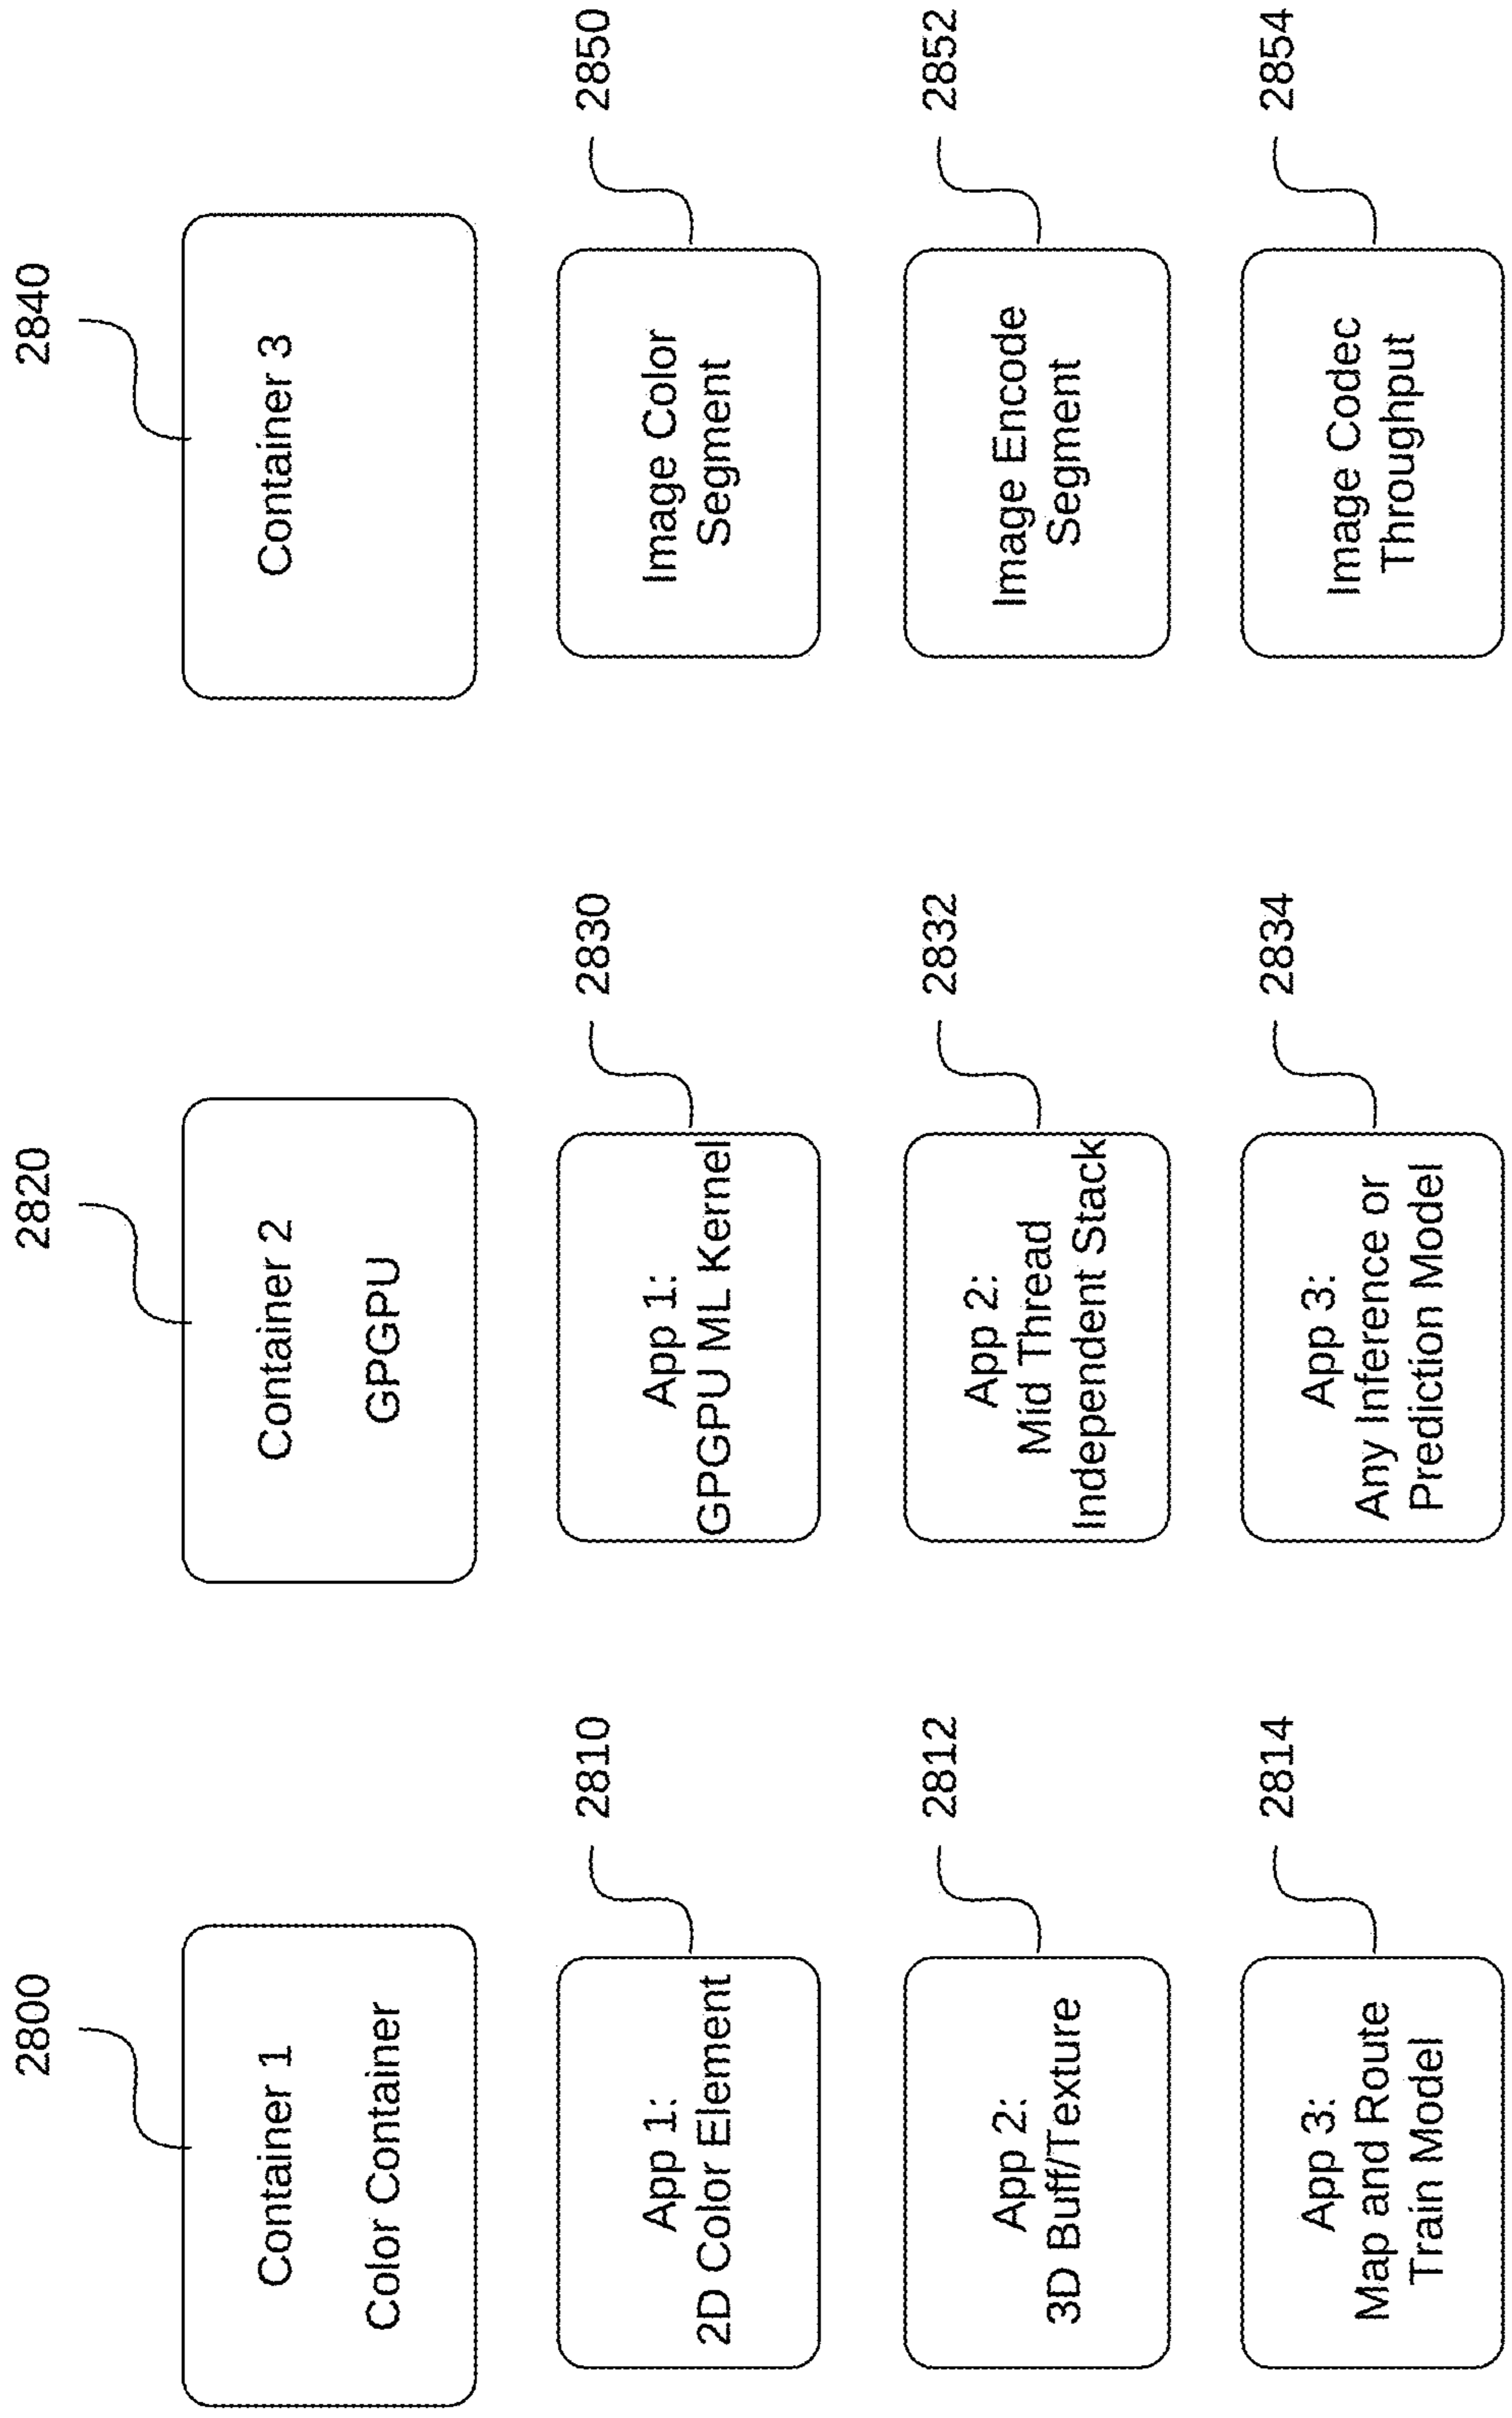 2800
Container 1
Color Container
App 1:
2D Color Element
2810
App 2:
3D Buff/Texture
2812
App 3:
Map and Route
Train Model
2814
2820
Container 2
GPGPU
App 1:
GPGPU ML Kernel
2830
App 2:
Mid Thread
Independent Stack
2832
App 3:
Any Inference or
Prediction Model
2834
2840
Container 3
Image Color
Segment
2850
Image Encode
Segment
2852
Image Codec
Throughput
2854